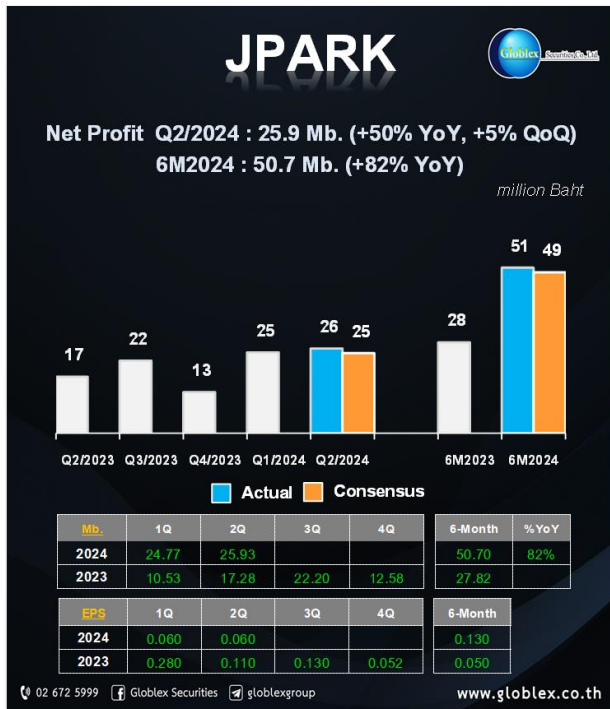 JPARK
Globlex Securities Co.,Ltd.
Net Profit Q2/2024 : 25.9 Mb. (+50% YoY, +5% QoQ)
6M2024 : 50.7 Mb. (+82% YoY)
million Baht
17 22 13 25 26 25 28 51 49
Q2/2023 Q3/2023 Q4/2023 Q1/2024 Q2/2024 6M2023 6M2024
Actual Consensus
Mb. 1Q 2Q 3Q 4Q 6-Month %YoY
2024 24.77 25.93 50.70 82%
2023 10.53 17.28 22.20 12.58 27.82
EPS 1Q 2Q 3Q 4Q 6-Month
2024 0.060 0.060 0.130
2023 0.280 0.110 0.130 0.052 0.050
02 672 5999 Globlex Securities globlexgroup www.globlex.co.th